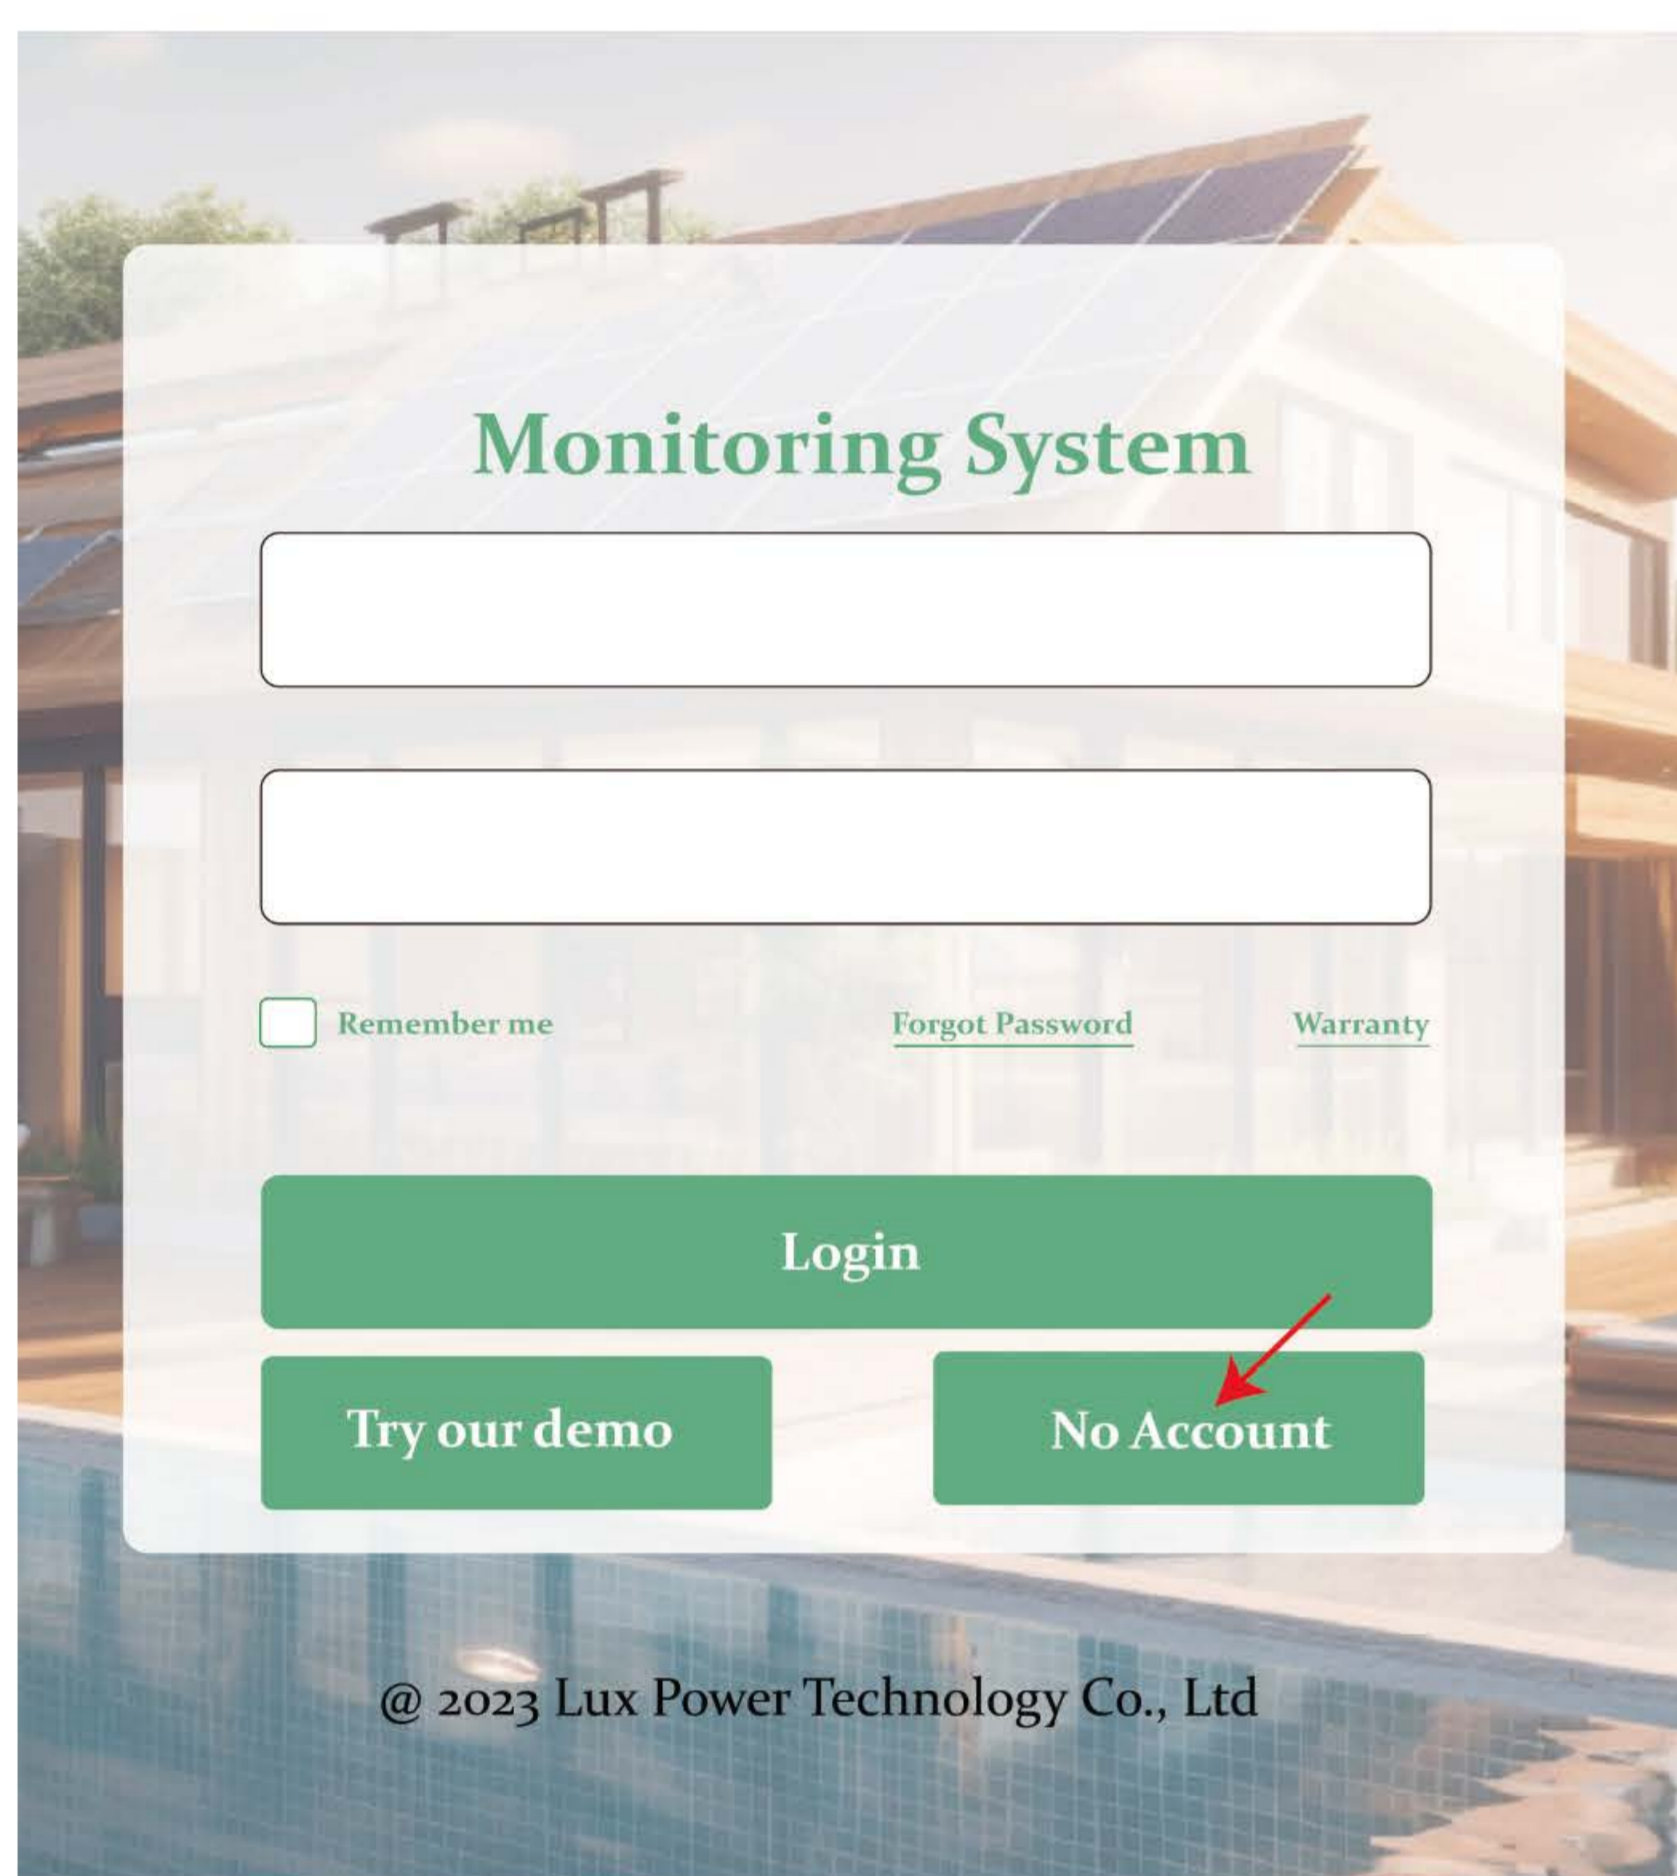 Monitoring System
Remember me Forgot Password Warranty
Login
Try our demo No Account
@ 2023 Lux Power Technology Co., Ltd